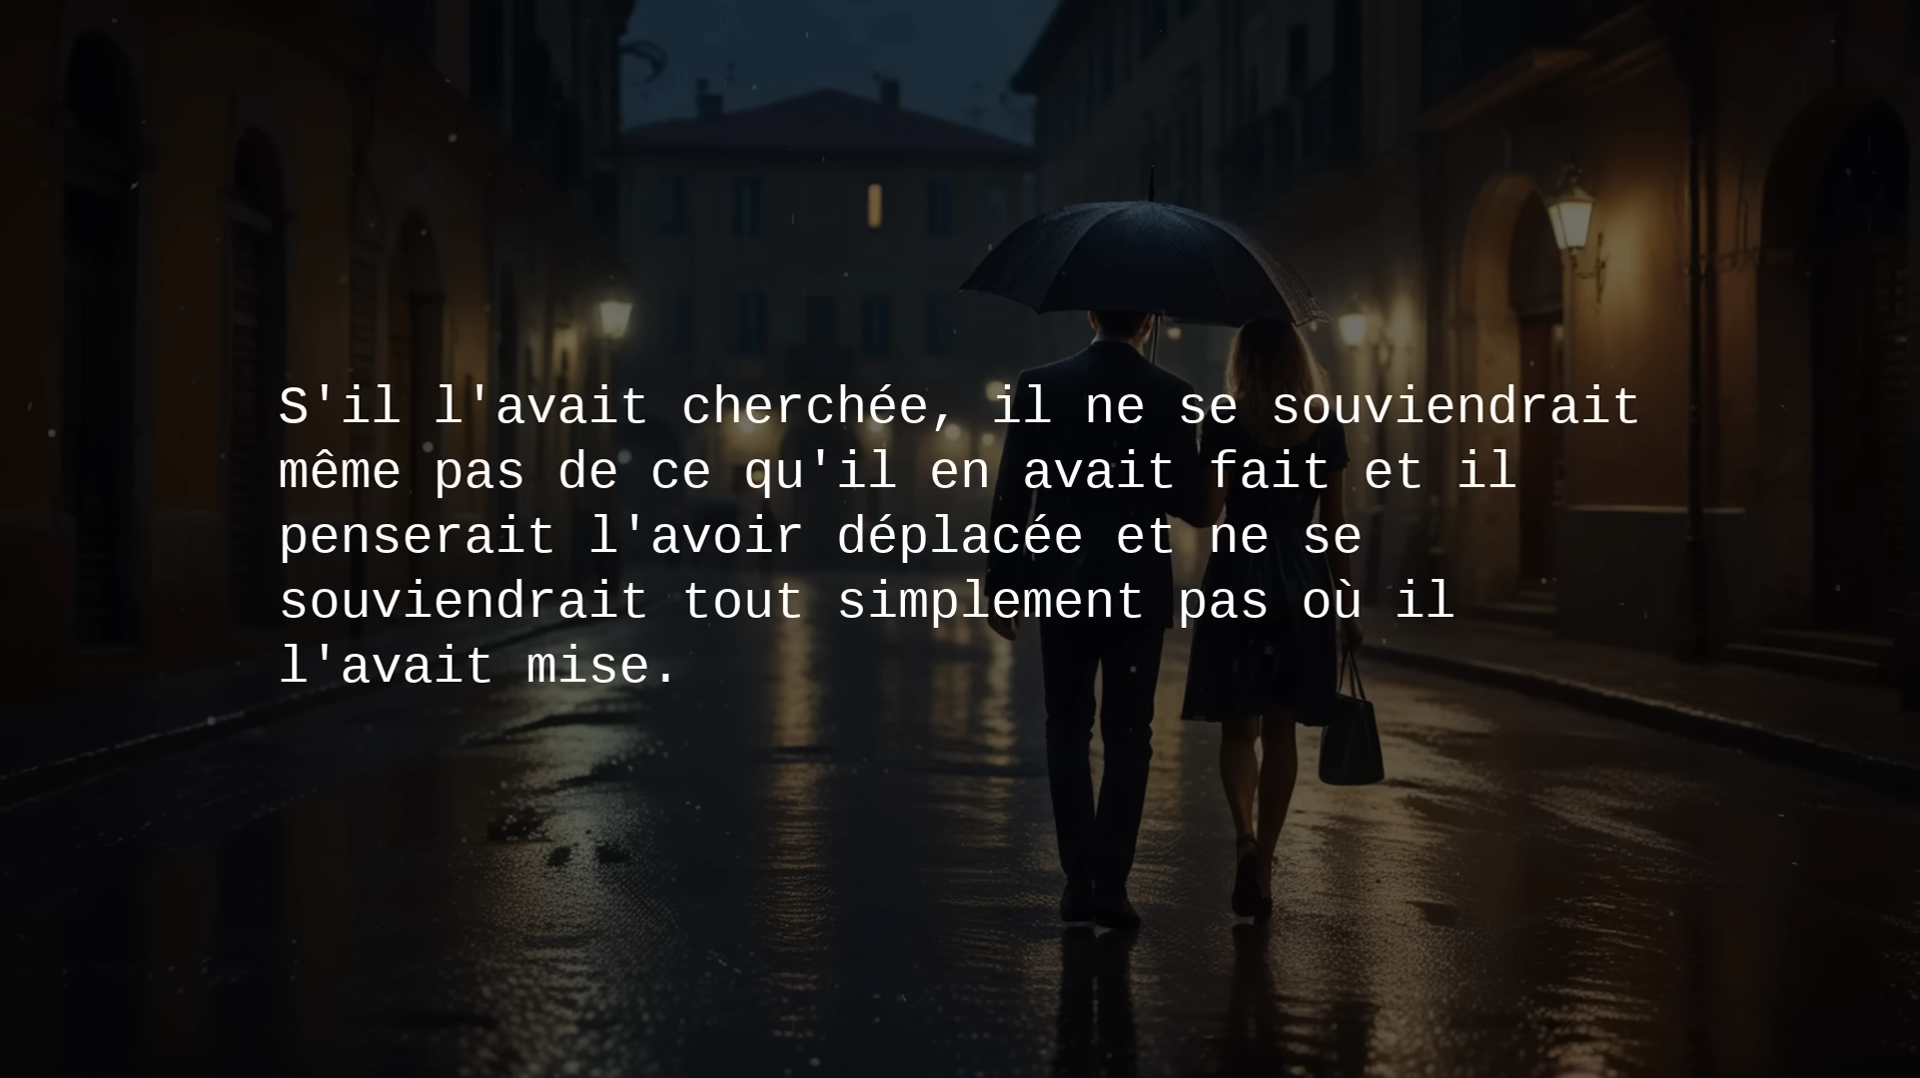 S'il l'avait cherchée, il ne se souviendrait
même pas de ce qu'il en avait fait et il
penserait l'avoir déplacée et ne se
souviendrait tout simplement pas où il
l'avait mise.